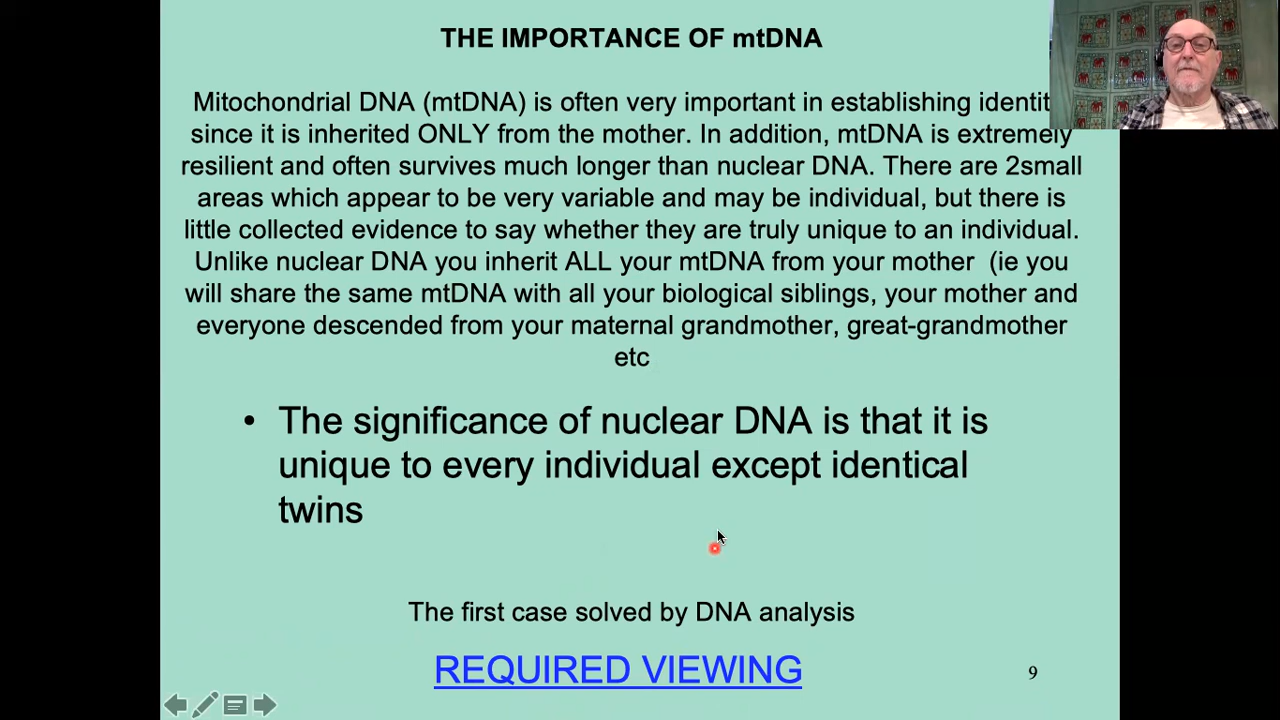 THE IMPORTANCE OF mtDNA
Mitochondrial DNA (mtDNA) is often very important in establishing identit
since it is inherited ONLY from the mother. In addition, mtDNA is extremely
resilient and often survives much longer than nuclear DNA. There are 2small
areas which appear to be very variable and may be individual, but there is
little collected evidence to say whether they are truly unique to an individual.
Unlike nuclear DNA you inherit ALL your mtDNA from your mother (ie you
will share the same mtDNA with all your biological siblings, your mother and
everyone descended from your maternal grandmother, great-grandmother
etc
• The significance of nuclear DNA is that it is
unique to every individual except identical
twins
The first case solved by DNA analysis
REQUIRED VIEWING
9